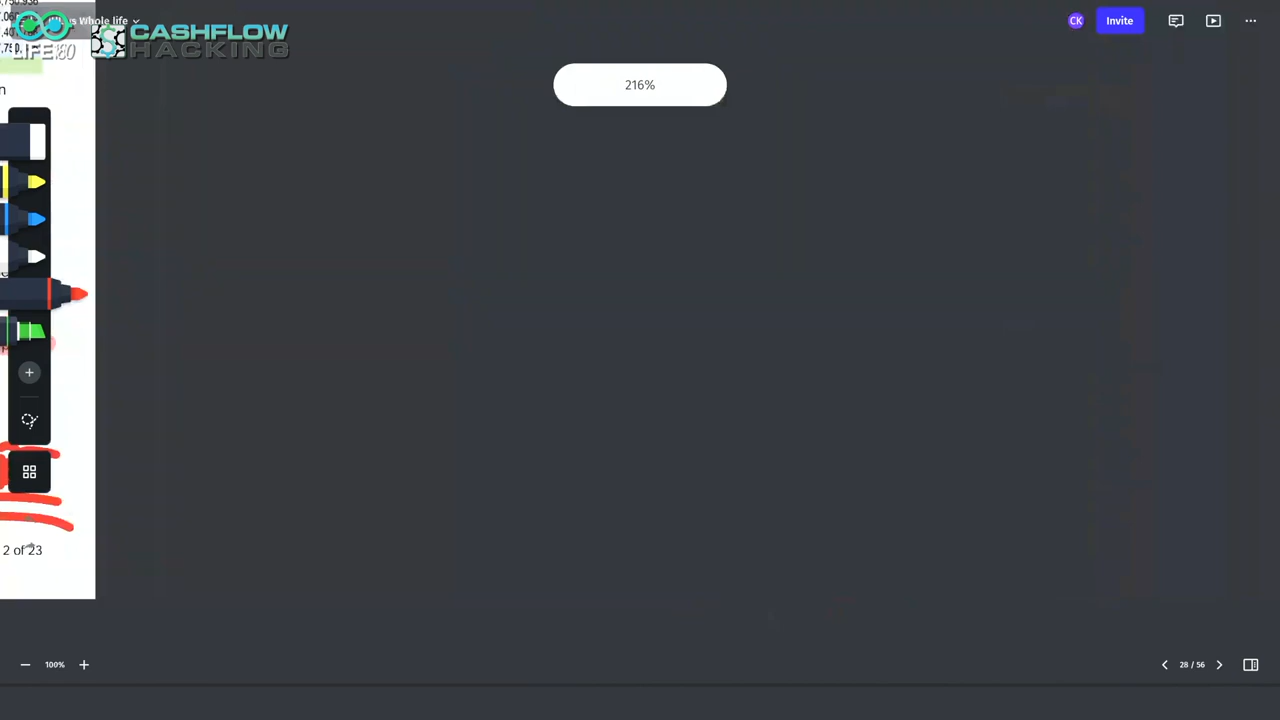 Whole life
LIFE180
CASHFLOW
HACKING
CK
Invite
216%
2 of 23
100%
28 / 56